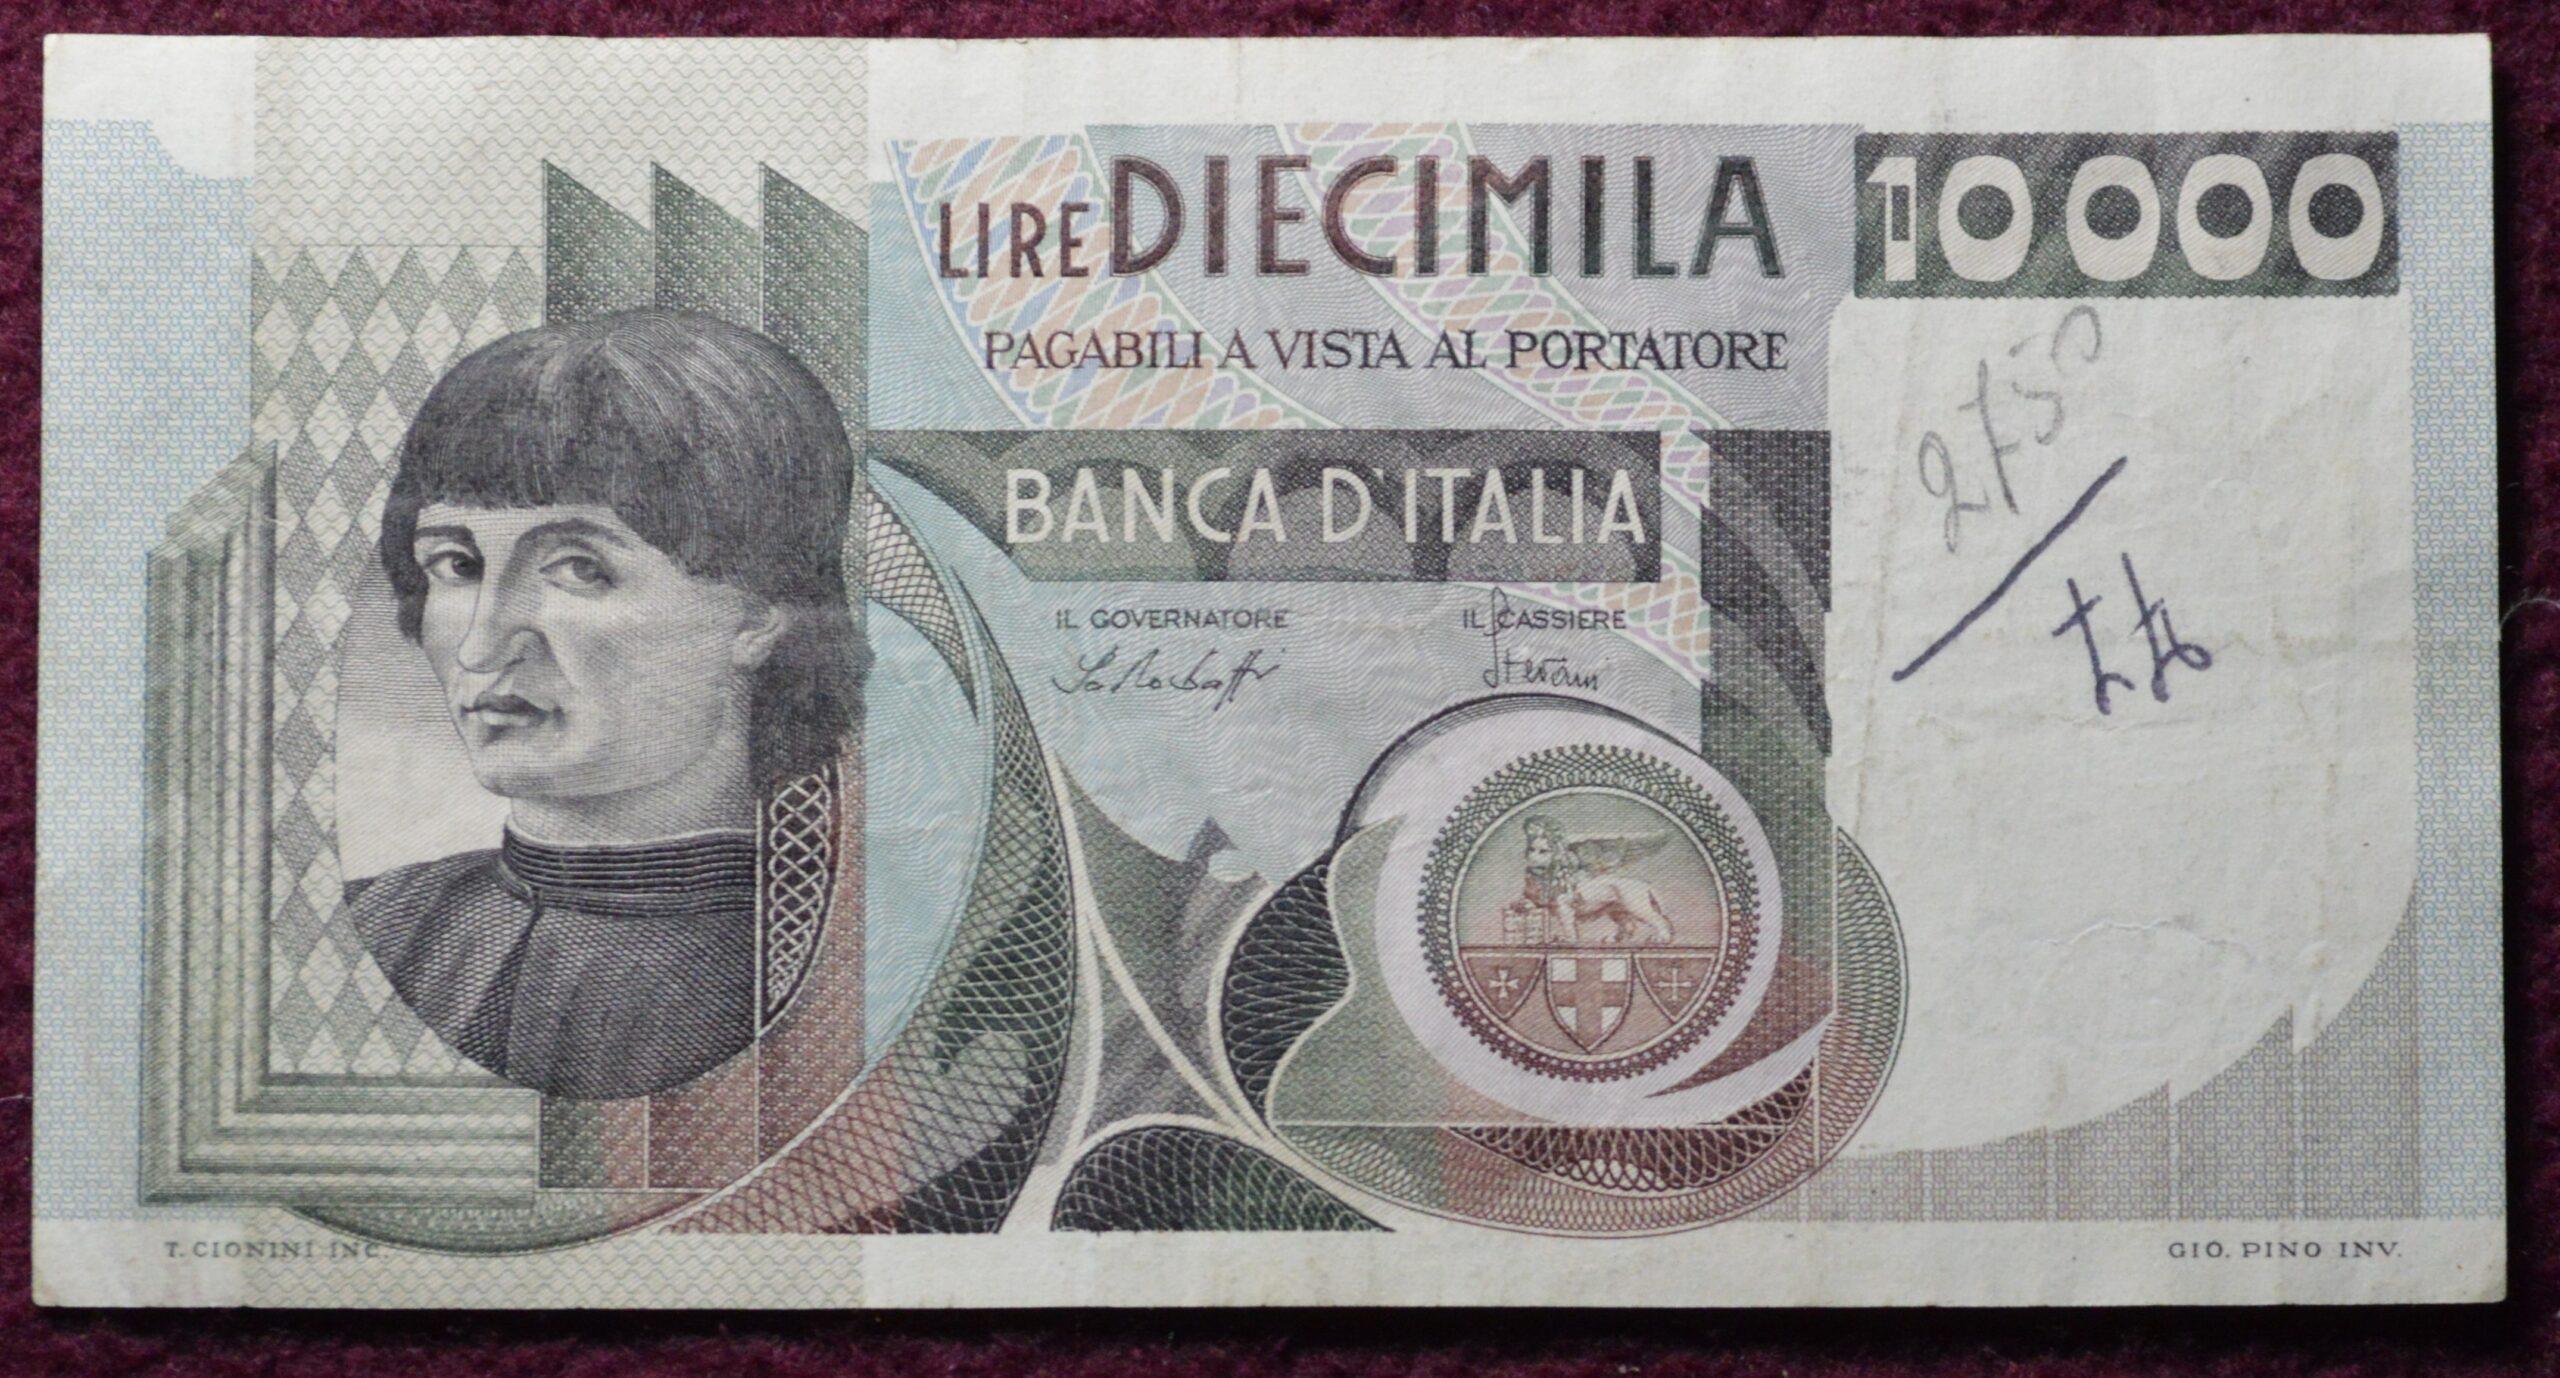 LIRE DIECIMILA
10000
PAGABILI A VISTA AL PORTATORE
2750
BANCA D'ITALIA
IL GOVERNATORE
IL CASSIERE
Stevani
T. CIONINI INC.
GIO. PINO INV.